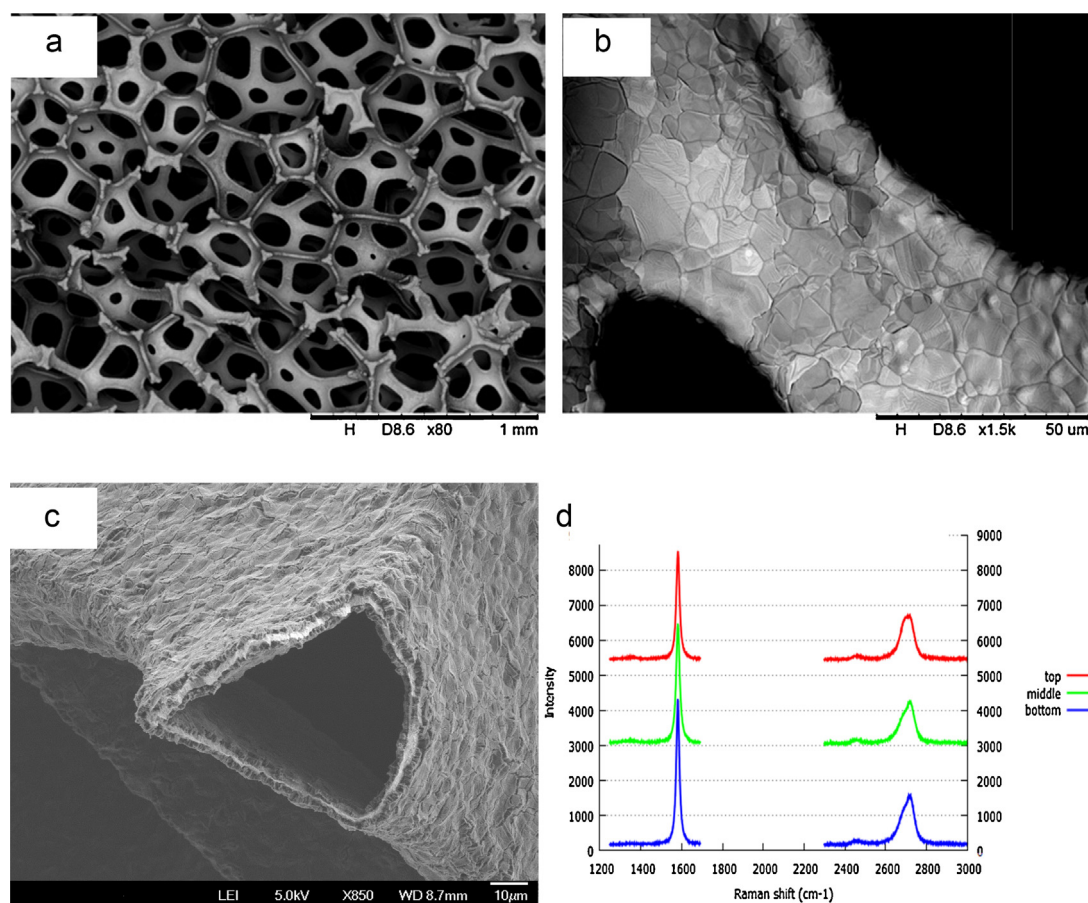 a
b
H D8.6 x80 1 mm
H D8.6 x1.5k 50 um
c
LEI 5.0kV X850 WD 8.7mm 10μm
d
9000
8000 8000
7000 7000
6000 6000
5000 5000
4000 4000
3000 3000
2000 2000
1000 1000
0 0
Intensity
top
middle
bottom
1200 1400 1600 1800 2000 2200 2400 2600 2800 3000
Raman shift (cm-1)